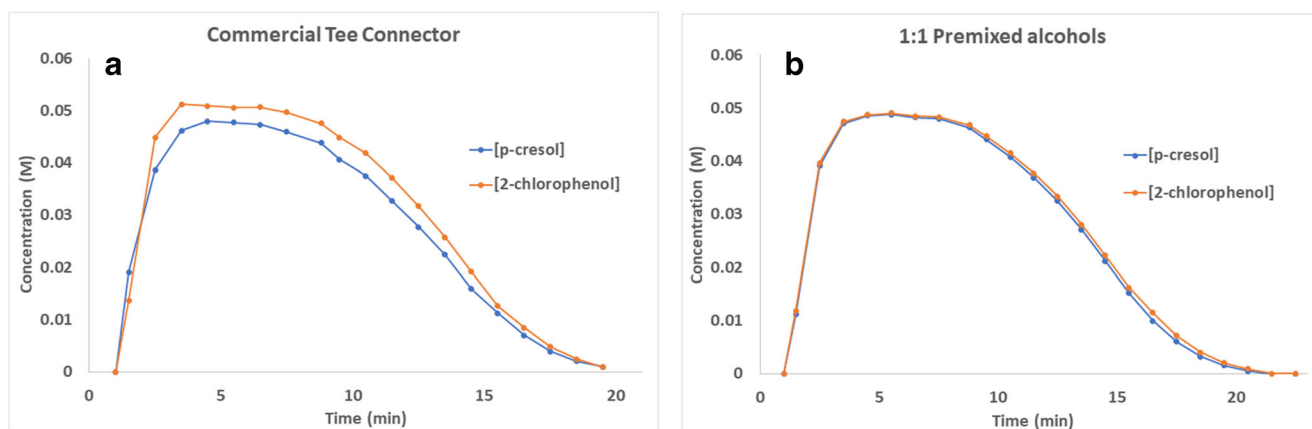 Commercial Tee Connector
a
0.06
0.05
0.04
0.03
0.02
0.01
0
Concentration (M)
[p-cresol]
[2-chlorophenol]
0 5 10 15 20
Time (min)
1:1 Premixed alcohols
b
0.06
0.05
0.04
0.03
0.02
0.01
0
Concentration (M)
[p-cresol]
[2-chlorophenol]
0 5 10 15 20
Time (min)